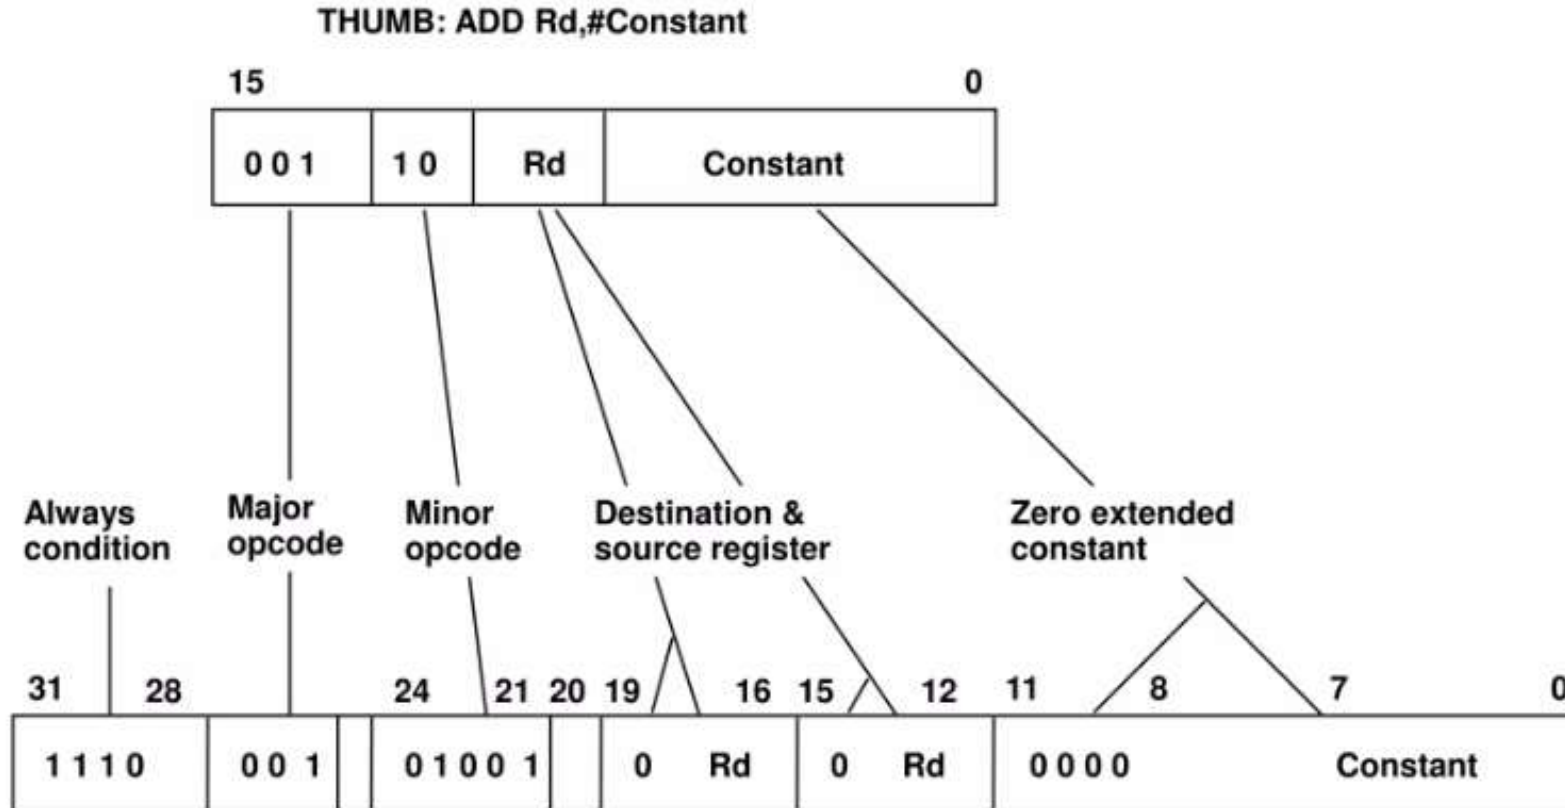 THUMB: ADD Rd,#Constant
15 0
0 0 1 1 0 Rd Constant
Always condition
Major opcode
Minor opcode
Destination & source register
Zero extended constant
31 28 24 21 20 19 16 15 12 11 8 7 0
1 1 1 0 0 0 1 0 1 0 0 1 0 Rd 0 Rd 0 0 0 0 Constant